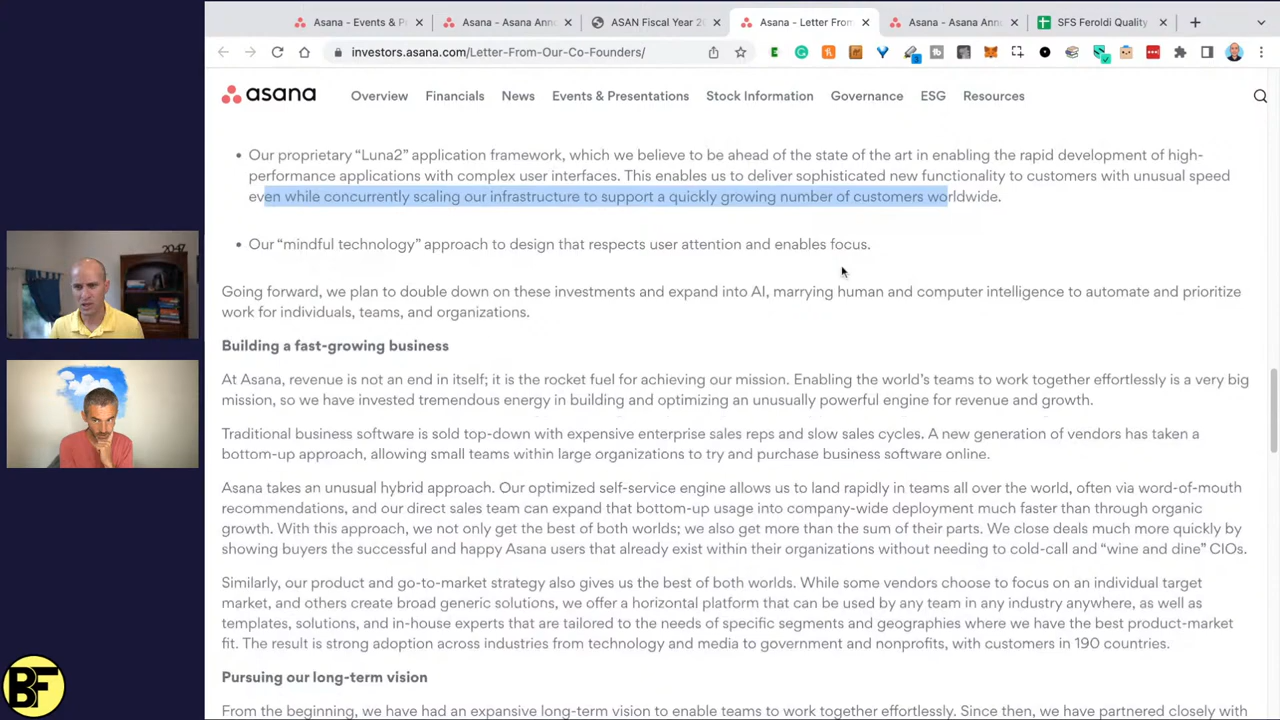 Asana - Events & P
Asana - Asana Ann
ASAN Fiscal Year 20
Asana - Letter From
Asana - Asana Ann
SFS Feroldi Quality
investors.asana.com/Letter-From-Our-Co-Founders/
asana
Overview Financials News Events & Presentations Stock Information Governance ESG Resources
• Our proprietary “Luna2” application framework, which we believe to be ahead of the state of the art in enabling the rapid development of high-
performance applications with complex user interfaces. This enables us to deliver sophisticated new functionality to customers with unusual speed
even while concurrently scaling our infrastructure to support a quickly growing number of customers worldwide.
• Our “mindful technology” approach to design that respects user attention and enables focus.
Going forward, we plan to double down on these investments and expand into AI, marrying human and computer intelligence to automate and prioritize
work for individuals, teams, and organizations.
Building a fast-growing business
At Asana, revenue is not an end in itself; it is the rocket fuel for achieving our mission. Enabling the world’s teams to work together effortlessly is a very big
mission, so we have invested tremendous energy in building and optimizing an unusually powerful engine for revenue and growth.
Traditional business software is sold top-down with expensive enterprise sales reps and slow sales cycles. A new generation of vendors has taken a
bottom-up approach, allowing small teams within large organizations to try and purchase business software online.
Asana takes an unusual hybrid approach. Our optimized self-service engine allows us to land rapidly in teams all over the world, often via word-of-mouth
recommendations, and our direct sales team can expand that bottom-up usage into company-wide deployment much faster than through organic
growth. With this approach, we not only get the best of both worlds; we also get more than the sum of their parts. We close deals much more quickly by
showing buyers the successful and happy Asana users that already exist within their organizations without needing to cold-call and “wine and dine” CIOs.
Similarly, our product and go-to-market strategy also gives us the best of both worlds. While some vendors choose to focus on an individual target
market, and others create broad generic solutions, we offer a horizontal platform that can be used by any team in any industry anywhere, as well as
templates, solutions, and in-house experts that are tailored to the needs of specific segments and geographies where we have the best product-market
fit. The result is strong adoption across industries from technology and media to government and nonprofits, with customers in 190 countries.
Pursuing our long-term vision
From the beginning, we have had an expansive long-term vision to enable teams to work together effortlessly. Since then, we have partnered closely with
BF